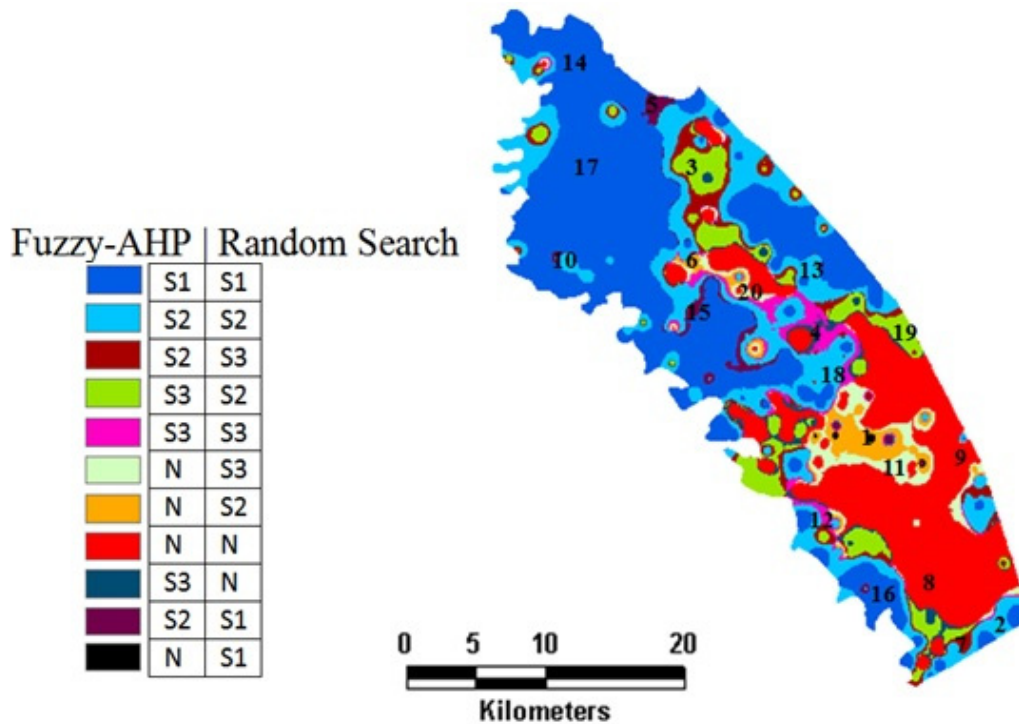 Fuzzy-AHP | Random Search
S1 S1
S2 S2
S2 S3
S3 S2
S3 S3
N S3
N S2
N N
S3 N
S2 S1
N S1
14
5
17
3
10
6
13
20
15
4
19
18
1
11
9
12
8
16
2
7
0 5 10 20
Kilometers